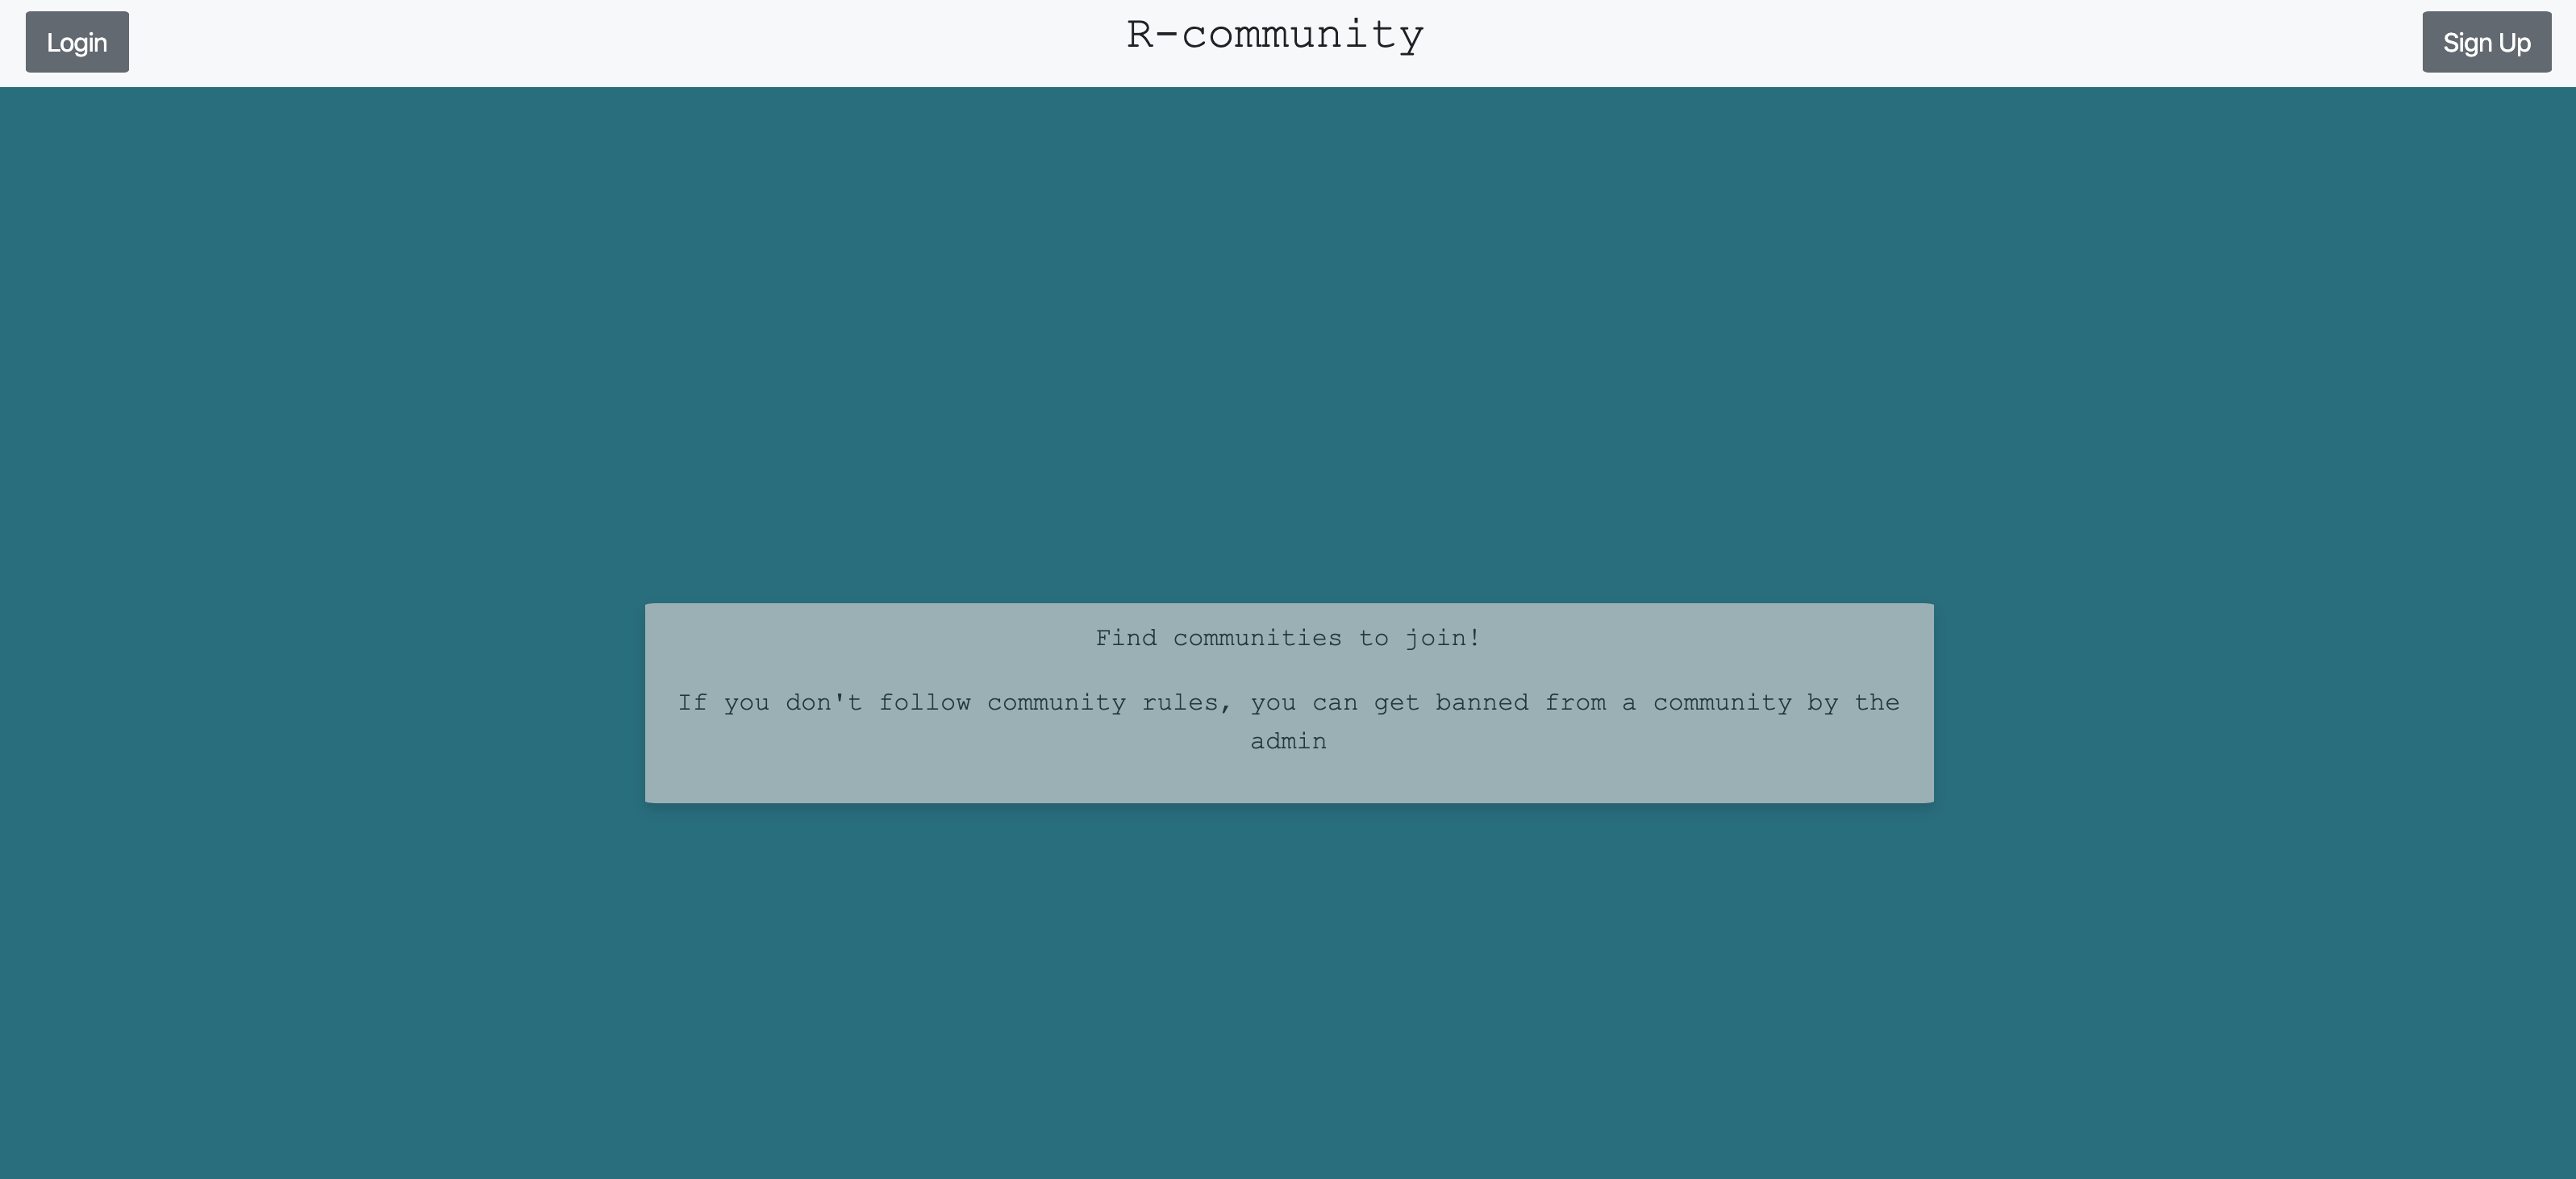 Login
R-community
Sign Up
Find communities to join!
If you don't follow community rules, you can get banned from a community by the
admin